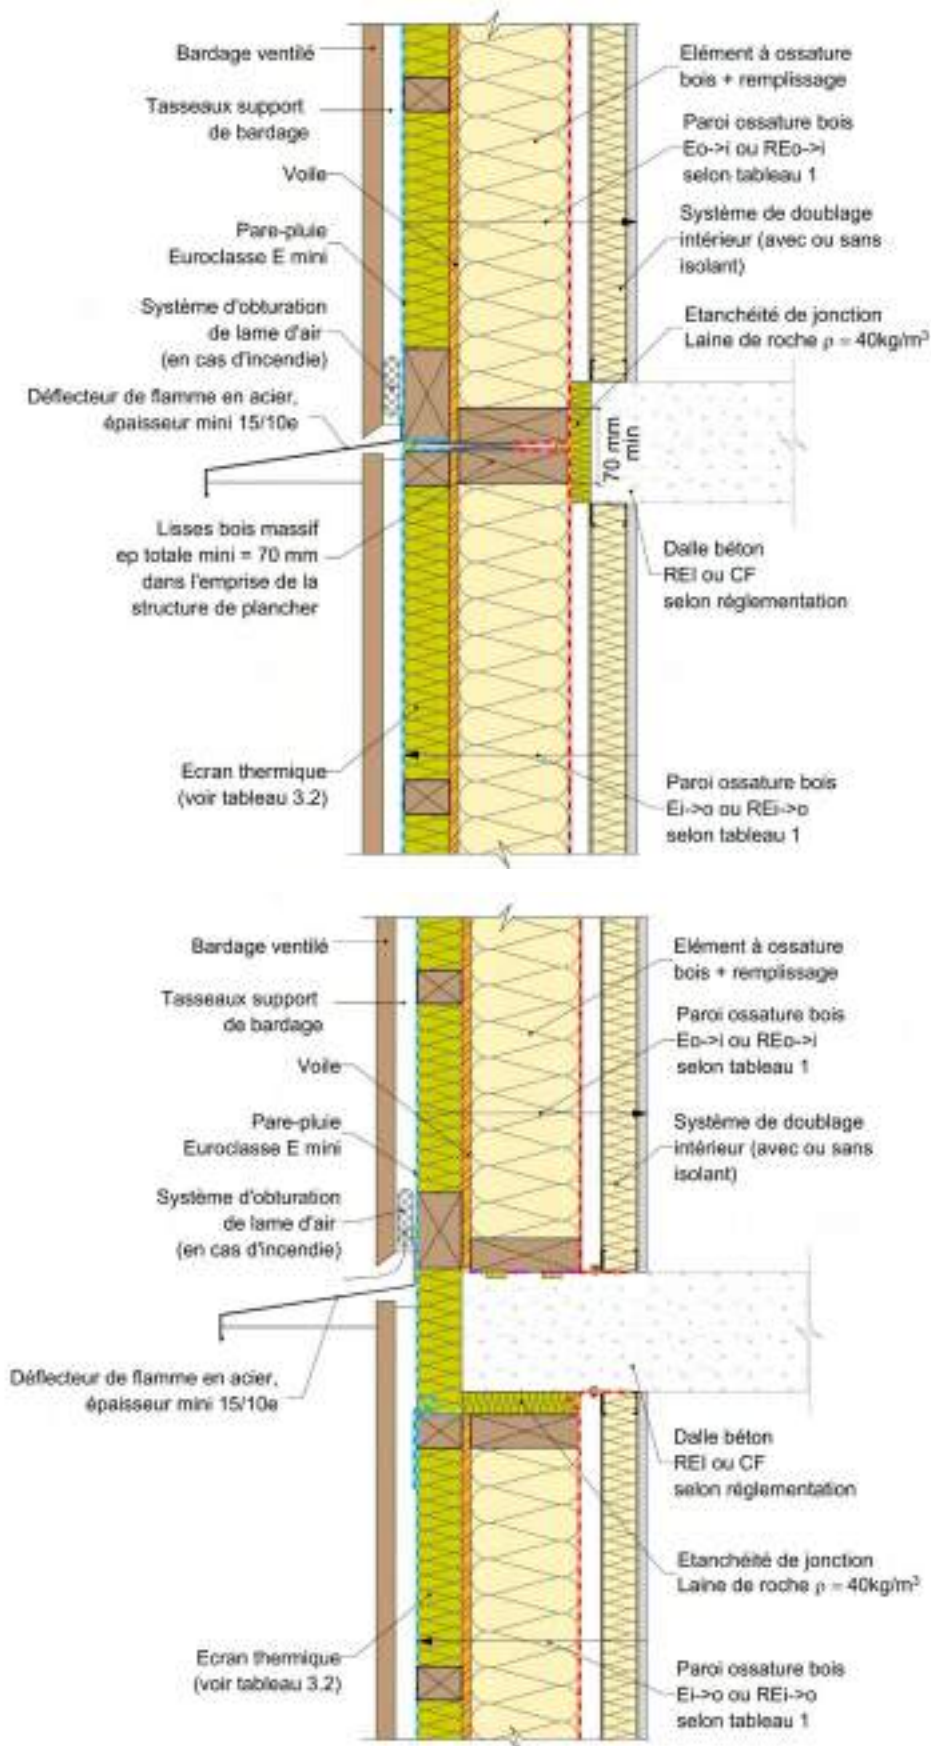 Bardage ventilé
Tasseaux support
de bardage
Voile
Pare-pluie
Euroclasse E mini
Système d'obturation
de lame d'air
(en cas d'incendie)
Déflecteur de flamme en acier,
épaisseur mini 15/10e
Lisses bois massif
ep totale mini = 70 mm
dans l'emprise de la
structure de plancher
Ecran thermique
(voir tableau 3.2)
Elément à ossature
bois + remplissage
Paroi ossature bois
Eo->i ou REo->i
selon tableau 1
Système de doublage
intérieur (avec ou sans
isolant)
Etanchéité de jonction
Laine de roche ρ = 40kg/m³
70 mm
min
Dalle béton
REI ou CF
selon réglementation
Paroi ossature bois
Ei->o ou REi->o
selon tableau 1
Bardage ventilé
Tasseaux support
de bardage
Voile
Pare-pluie
Euroclasse E mini
Système d'obturation
de lame d'air
(en cas d'incendie)
Déflecteur de flamme en acier,
épaisseur mini 15/10e
Ecran thermique
(voir tableau 3.2)
Elément à ossature
bois + remplissage
Paroi ossature bois
Eo->i ou REo->i
selon tableau 1
Système de doublage
intérieur (avec ou sans
isolant)
Dalle béton
REI ou CF
selon réglementation
Etanchéité de jonction
Laine de roche ρ = 40kg/m³
Paroi ossature bois
Ei->o ou REi->o
selon tableau 1